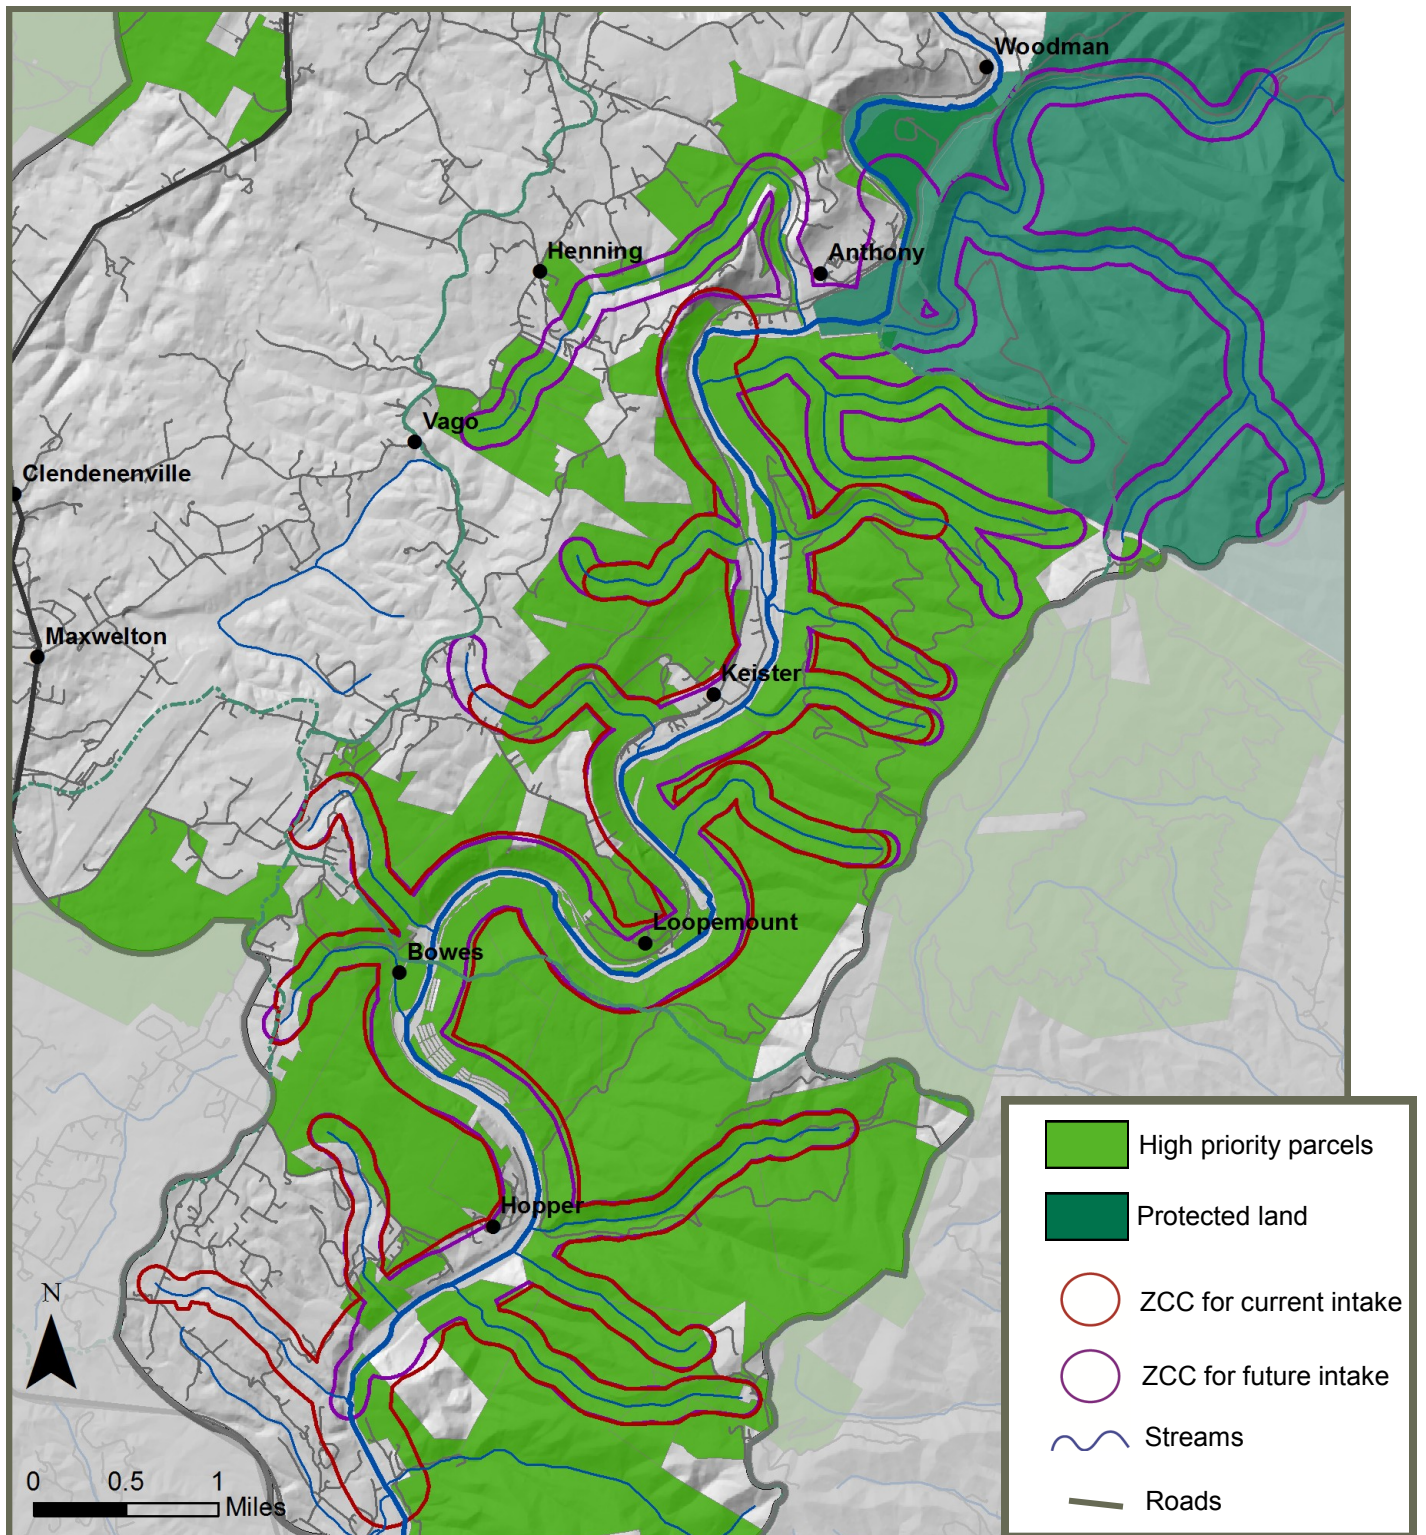 Woodman
Henning
Anthony
Vago
Clendenenville
Maxwelton
Keister
Loopemount
Bowes
Hopper
N
0 0.5 1
Miles
High priority parcels
Protected land
ZCC for current intake
ZCC for future intake
Streams
Roads